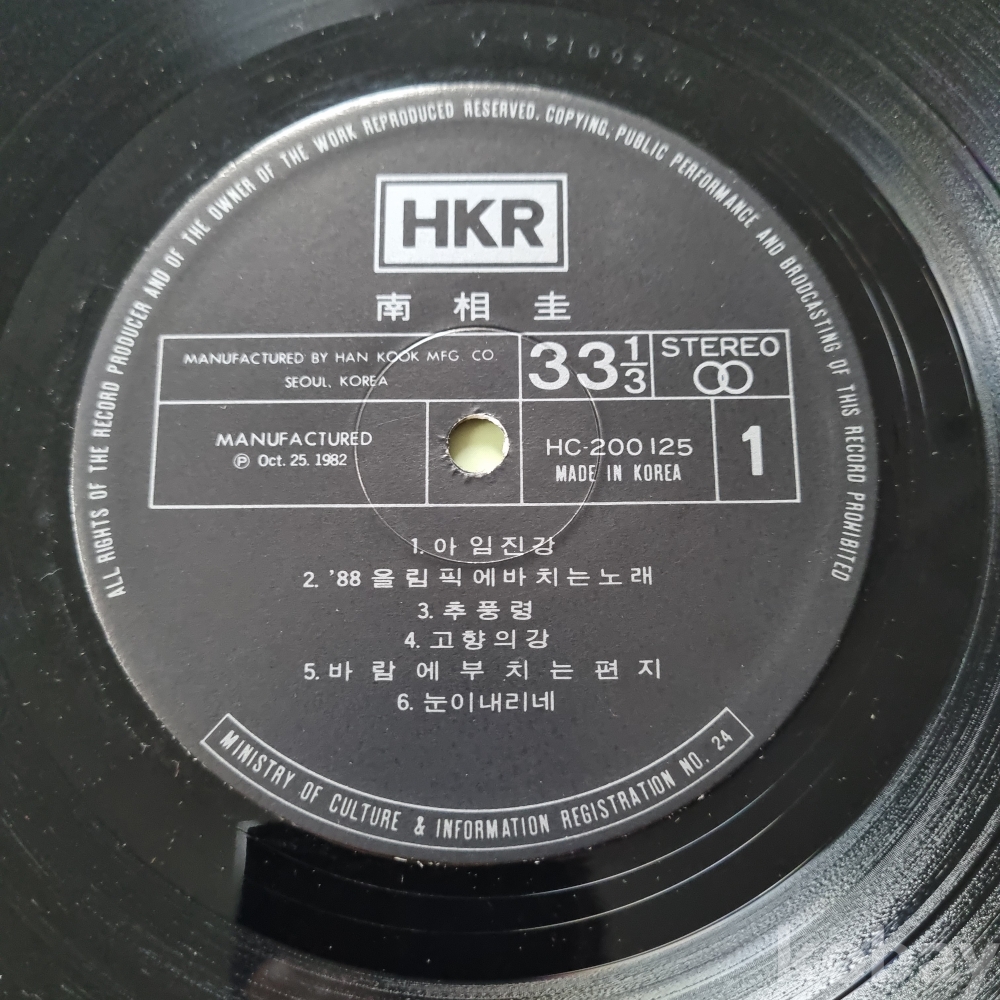 ALL RIGHTS OF THE RECORD PRODUCER AND OF THE OWNER OF THE WORK REPRODUCED RESERVED. COPYING, PUBLIC PERFORMANCE AND BRODCASTING OF THIS RECORD PROHIBITED
HKR
南 相 圭
MANUFACTURED BY HAN KOOK MFG. CO.
SEOUL, KOREA
33 1/3
STEREO
MANUFACTURED
Ⓟ Oct. 25. 1982
HC-200125
MADE IN KOREA
1
1. 아 임진강
2. '88 올림픽에바치는노래
3. 추풍령
4. 고향의강
5. 바 람 에 부 치 는 편 지
6. 눈이내리네
MINISTRY OF CULTURE & INFORMATION REGISTRATION NO. 24
kobay